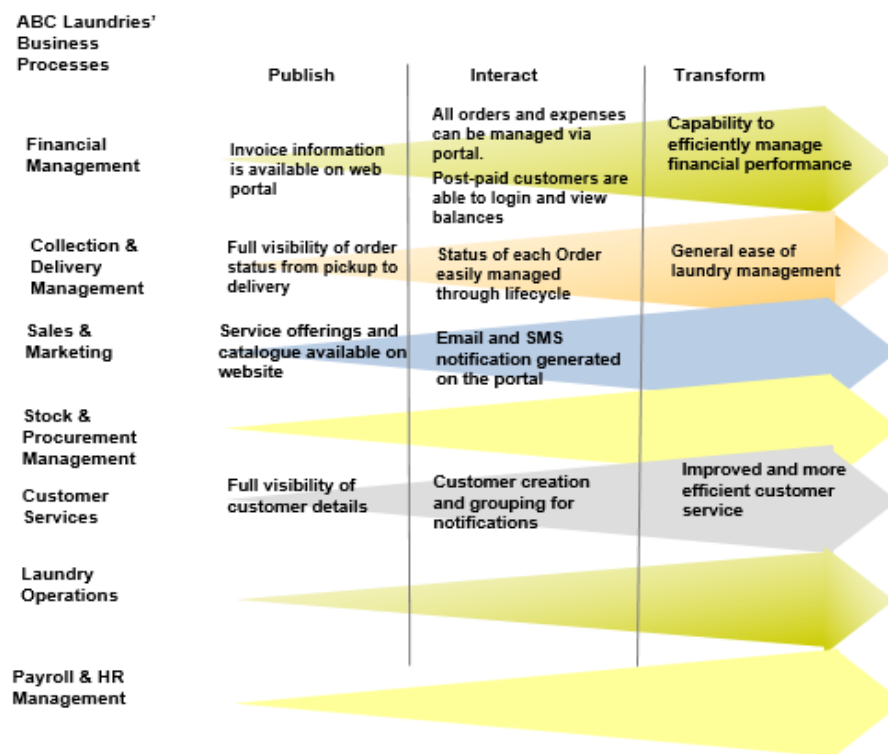 ABC Laundries'
Business
Processes
Publish
Interact
Transform
Financial
Management
Invoice information
is available on web
portal
All orders and expenses
can be managed via
portal.
Post-paid customers are
able to login and view
balances
Capability to
efficiently manage
financial performance
Collection &
Delivery
Management
Full visibility of order
status from pickup to
delivery
Status of each Order
easily managed
through lifecycle
General ease of
laundry management
Sales &
Marketing
Service offerings and
catalogue available on
website
Email and SMS
notification generated
on the portal
Stock &
Procurement
Management
Customer
Services
Full visibility of
customer details
Customer creation
and grouping for
notifications
Improved and more
efficient customer
service
Laundry
Operations
Payroll & HR
Management